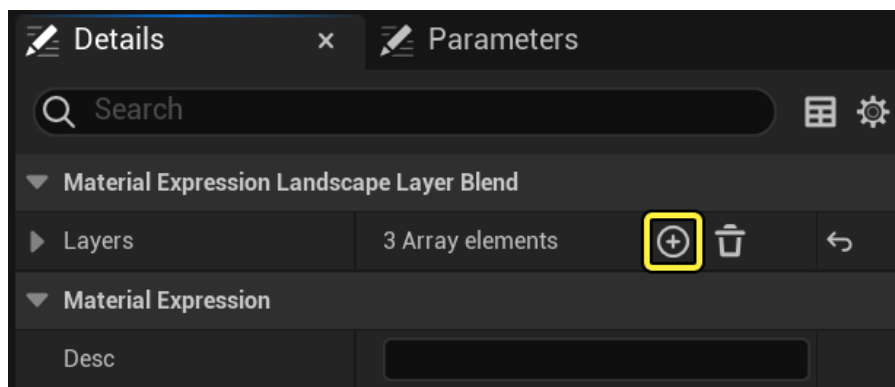 Details
Parameters
Search
Material Expression Landscape Layer Blend
Layers
3 Array elements
Material Expression
Desc